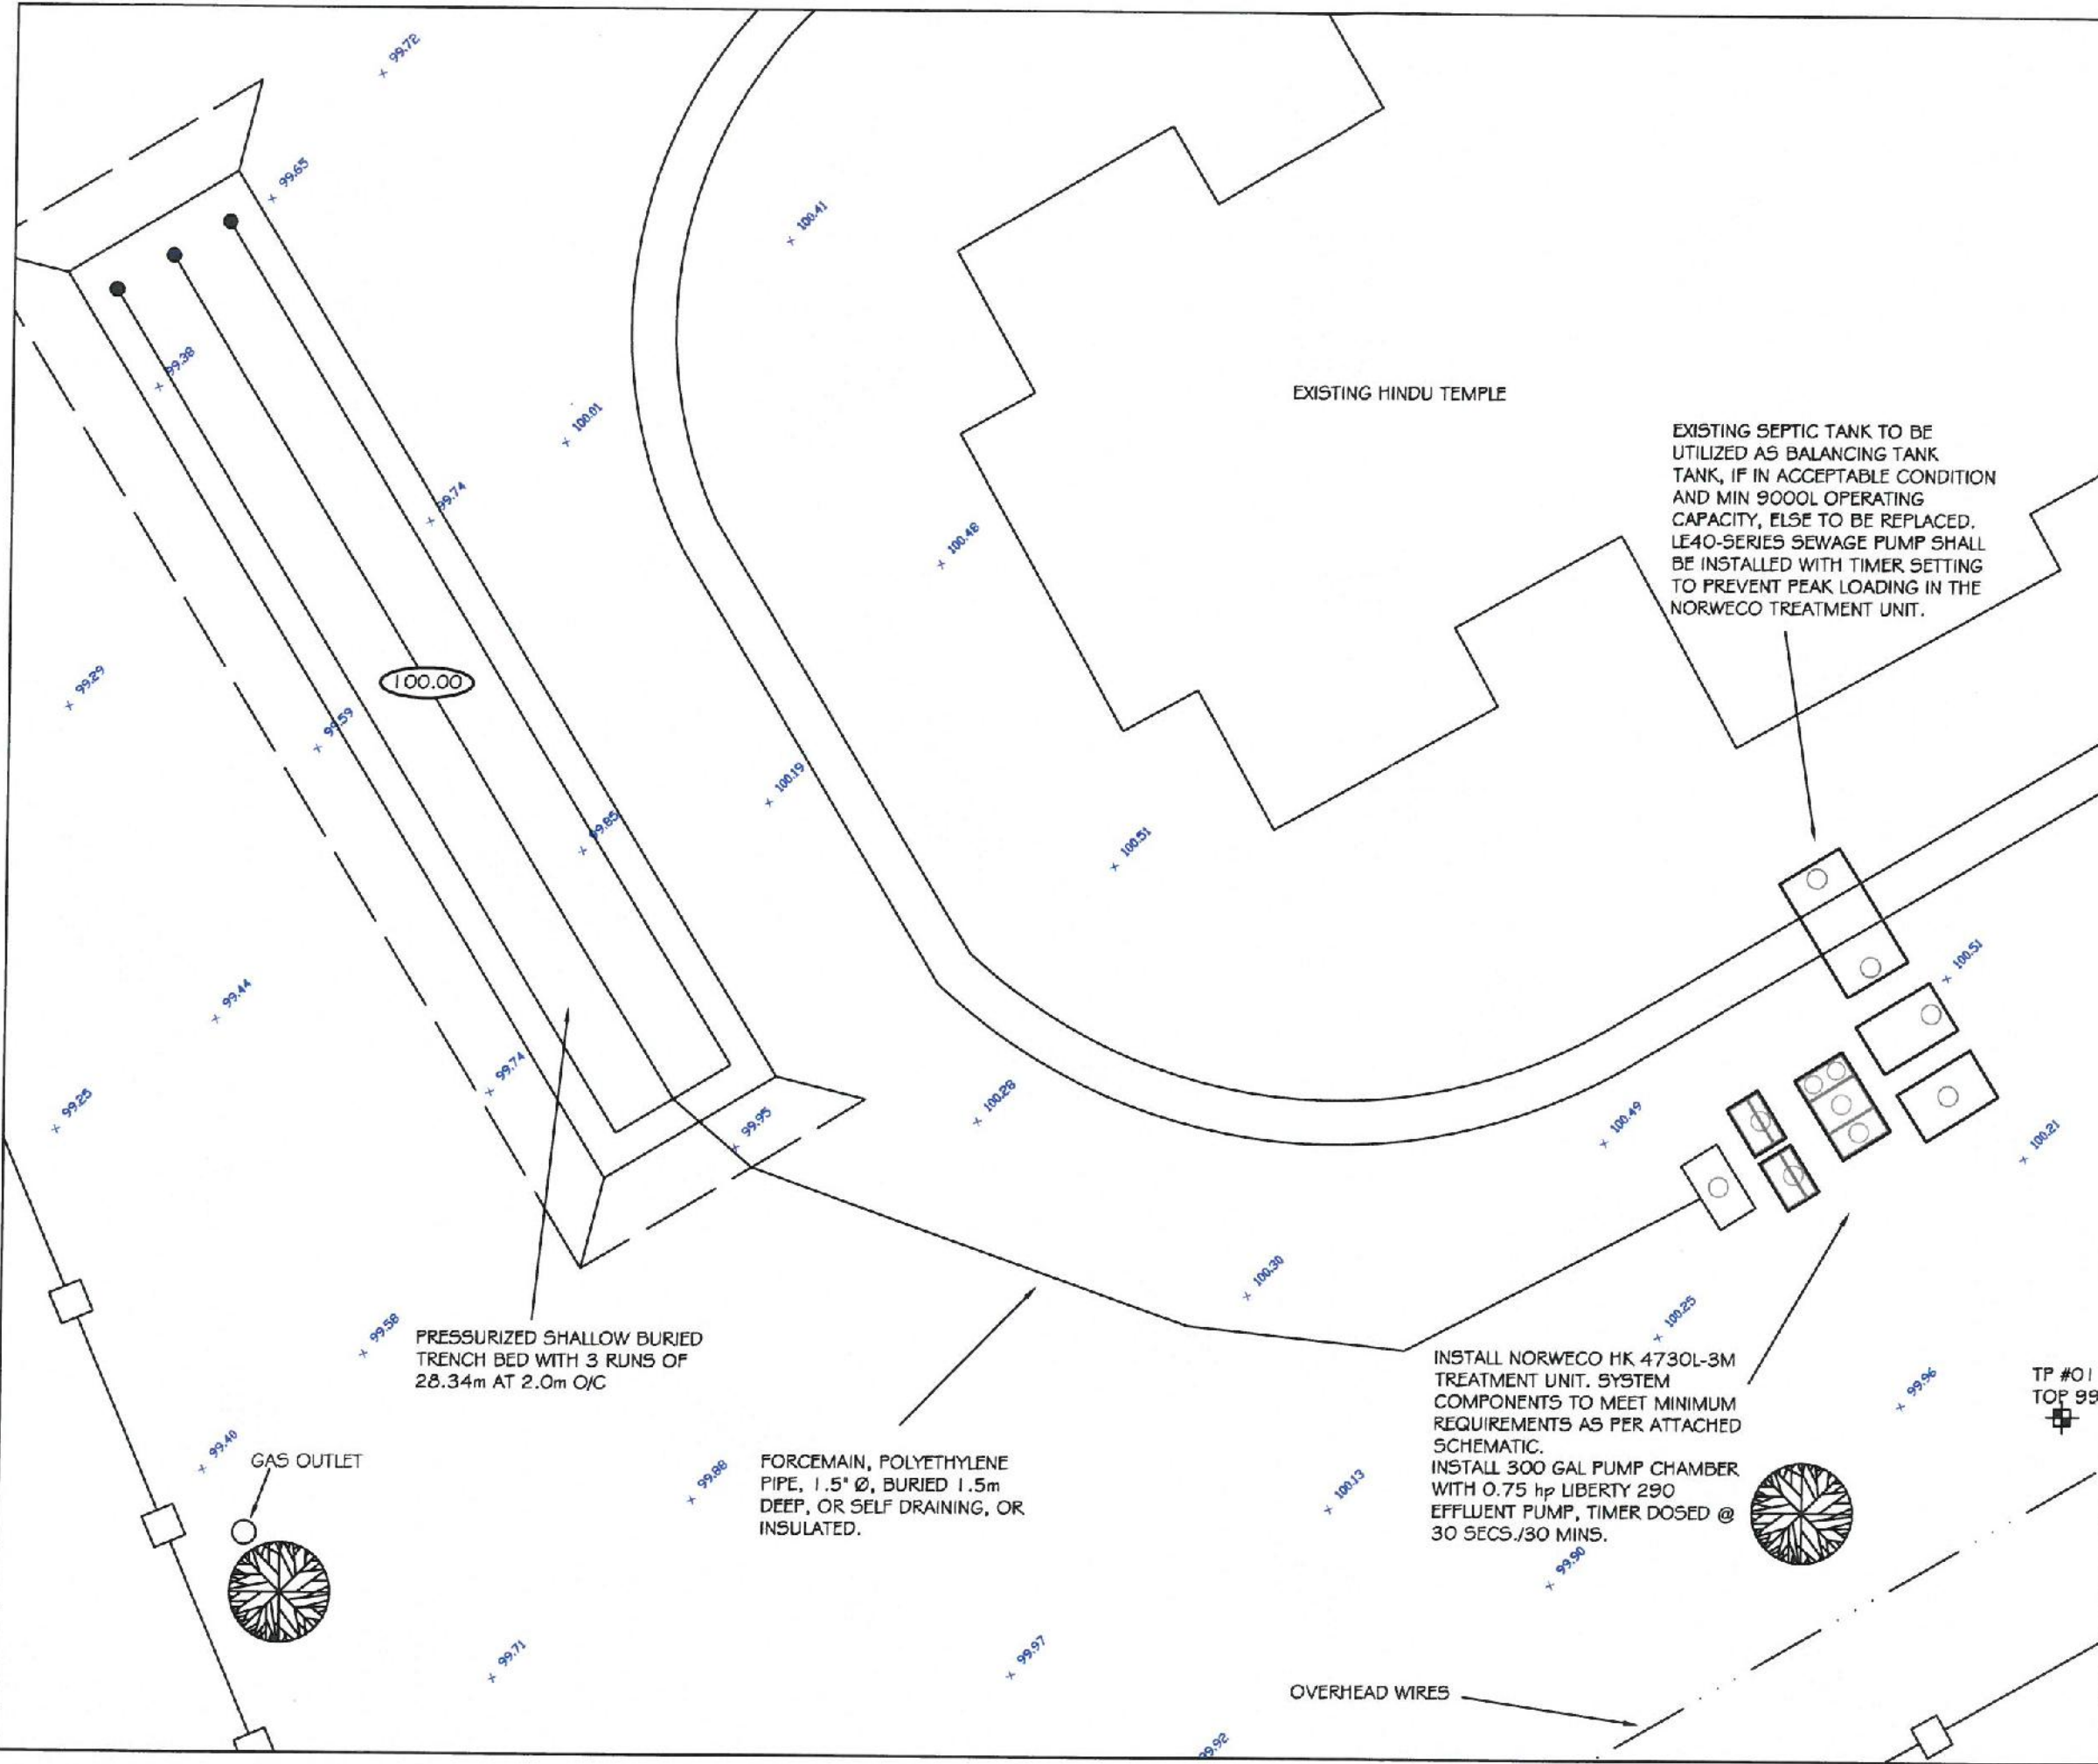 × 99.72
× 99.65
× 100.41
× 99.38
× 100.01
EXISTING HINDU TEMPLE
EXISTING SEPTIC TANK TO BE
UTILIZED AS BALANCING TANK
TANK, IF IN ACCEPTABLE CONDITION
AND MIN 9000L OPERATING
CAPACITY, ELSE TO BE REPLACED.
LE40-SERIES SEWAGE PUMP SHALL
BE INSTALLED WITH TIMER SETTING
TO PREVENT PEAK LOADING IN THE
NORWECO TREATMENT UNIT.
× 99.74
× 100.48
× 99.29
100.00
× 99.59
× 100.19
× 99.85
× 100.51
× 100.51
× 99.44
× 99.74
× 99.25
× 99.95
× 100.28
× 100.49
× 100.21
× 100.30
× 99.58
× 100.25
PRESSURIZED SHALLOW BURIED
TRENCH BED WITH 3 RUNS OF
28.34m AT 2.0m O/C
INSTALL NORWECO HK 4730L-3M
TREATMENT UNIT. SYSTEM
COMPONENTS TO MEET MINIMUM
REQUIREMENTS AS PER ATTACHED
SCHEMATIC.
INSTALL 300 GAL PUMP CHAMBER
WITH 0.75 hp LIBERTY 290
EFFLUENT PUMP, TIMER DOSED @
30 SECS./30 MINS.
× 99.96
TP #01
TOP 99
× 99.40
GAS OUTLET
× 99.88
FORCEMAIN, POLYETHYLENE
PIPE, 1.5" Ø, BURIED 1.5m
DEEP, OR SELF DRAINING, OR
INSULATED.
× 100.13
× 99.90
× 99.71
× 99.97
OVERHEAD WIRES
99.92